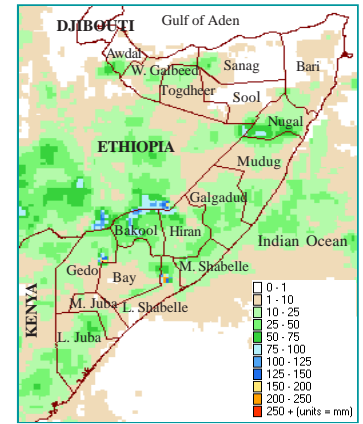 DJIBOUTI
Gulf of Aden
Awdal
W. Galbeed
Sanag
Bari
Togdheer
Sool
Nugal
ETHIOPIA
Mudug
Galgadud
Bakool
Hiran
Indian Ocean
Gedo
Bay
M. Shabelle
KENYA
M. Juba
L. Shabelle
L. Juba
0 - 1
1 - 10
10 - 25
25 - 50
50 - 75
75 - 100
100 - 125
125 - 150
150 - 200
200 - 250
250 + (units = mm)